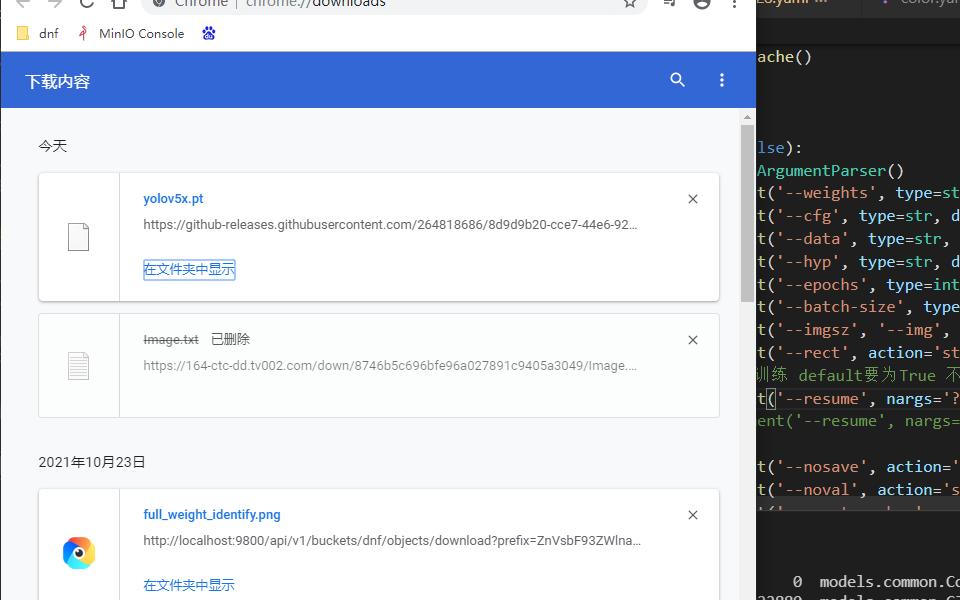 Chrome | chrome://downloads
dnf
MinIO Console
下载内容
今天
yolov5x.pt
https://github-releases.githubusercontent.com/264818686/8d9d9b20-cce7-44e6-92...
在文件夹中显示
Image.txt 已删除
https://164-ctc-dd.tv002.com/down/8746b5c696bfe96a027891c9405a3049/Image....
2021年10月23日
full_weight_identify.png
http://localhost:9800/api/v1/buckets/dnf/objects/download?prefix=ZnVsbF93ZWlna...
在文件夹中显示
ache()
lse):
ArgumentParser()
t('--weights', type=st
t('--cfg', type=str, d
t('--data', type=str,
t('--hyp', type=str, d
t('--epochs', type=int
t('--batch-size', type
t('--imgsz', '--img',
t('--rect', action='st
训练 default要为True 不
t('--resume', nargs='?
ent('--resume', nargs=
t('--nosave', action='
t('--noval', action='s
0 models.common.Co